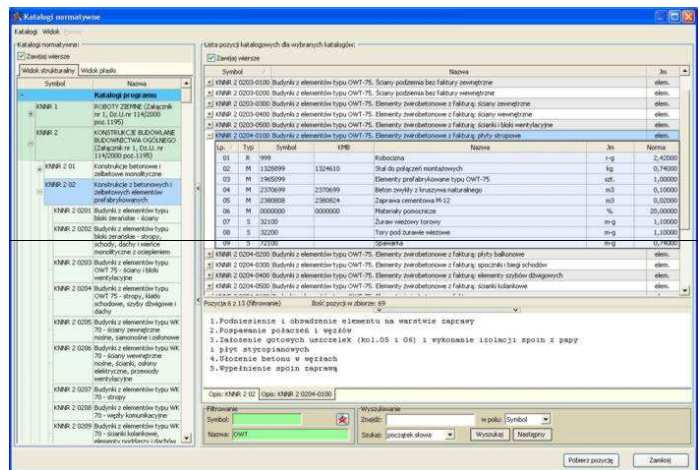 Katalogi normatywne
Katalog Widok
Katalogi normatywne:
Zawijaj wiersze
Widok strukturalny Widok płaski
Symbol Nazwa
Katalogi programu
KNNR 1 ROBOTY ZIEMNE (Załącznik
nr 1, Dz.U.nr 114/2000
poz.1195)
KNNR 2 KONSTRUKCJE BUDOWLANE
BUDOWNICTWA OGÓLNEGO
(Załącznik nr 1, Dz.U. nr
114/2000 poz.1195)
KNNR 2 01 Konstrukcje betonowe i
żelbetowe monolityczne
KNNR 2 02 Konstrukcje z betonowych i
żelbetowych elementów
prefabrykowanych
KNNR 2 0201 Budynki z elementów typu
bloki żerańskie - ściany
KNNR 2 0202 Budynki z elementów typu
bloki żerańskie - stropy,
schody, dachy i wieńce
monolityczne z ociepleniem
KNNR 2 0203 Budynki z elementów typu
OWT 75 - ściany i bloki
wentylacyjne
KNNR 2 0204 Budynki z elementów typu
OWT 75 - stropy, klatki
schodowe, szyby dźwigowe i
dachy
KNNR 2 0205 Budynki z elementów typu WK
70 - ściany zewnętrzne
nośne, samonośne i osłonowe
KNNR 2 0206 Budynki z elementów typu WK
70 - ściany wewnętrzne
nośne, ścianki, osłony
elektryczne, przewody
wentylacyjne
KNNR 2 0207 Budynki z elementów typu WK
70 - stropy
KNNR 2 0208 Budynki z elementów typu WK
70 - węzły komunikacyjne
KNNR 2 0209 Budynki z elementów typu WK
70 - ścianki kolankowe,
elementy poddaszy i dachów
Lista pozycji katalogowych dla wybranych katalogów:
Zawijaj wiersze
Symbol Nazwa Jm
KNNR 2 0203-0100 Budynki z elementów typu OWT-75. Ściany podziemia bez faktury zewnętrzne elem.
KNNR 2 0203-0200 Budynki z elementów typu OWT-75. Ściany podziemia bez faktury wewnętrzne elem.
KNNR 2 0203-0300 Budynki z elementów typu OWT-75. Elementy żwirobetonowe z fakturą: ściany zewnętrzne elem.
KNNR 2 0203-0400 Budynki z elementów typu OWT-75. Elementy żwirobetonowe z fakturą: ściany wewnętrzne elem.
KNNR 2 0203-0500 Budynki z elementów typu OWT-75. Elementy żwirobetonowe z fakturą: ścianki i bloki wentylacyjne elem.
KNNR 2 0204-0100 Budynki z elementów typu OWT-75. Elementy żwirobetonowe z fakturą: płyty stropowe elem.
Lp. Typ Symbol KMB Nazwa Jm Norma
01 R 999 Robocizna r-g 2,42000
02 M 1328899 1324610 Stal do połączeń montażowych kg 0,74000
03 M 1965099 Elementy prefabrykowane typu OWT-75 szt. 1,00000
04 M 2370699 2370699 Beton zwykły z kruszywa naturalnego m3 0,10000
05 M 2380808 2380824 Zaprawa cementowa M-12 m3 0,02000
06 M 0000000 0000000 Materiały pomocnicze % 20,00000
07 S 32100 Żuraw wieżowy torowy m-g 1,10000
08 S 32200 Tory pod żurawie wieżowe m-g 1,10000
09 S 72100 Spawarka m-g 0,74000
KNNR 2 0204-0200 Budynki z elementów typu OWT-75. Elementy żwirobetonowe z fakturą: płyty balkonowe elem.
KNNR 2 0204-0300 Budynki z elementów typu OWT-75. Elementy żwirobetonowe z fakturą: spoczniki i biegi schodów elem.
KNNR 2 0204-0400 Budynki z elementów typu OWT-75. Elementy żwirobetonowe z fakturą: elementy szybów dźwigowych elem.
KNNR 2 0204-0500 Budynki z elementów typu OWT-75. Elementy żwirobetonowe z fakturą: ścianki kolankowe elem.
Pozycja 6 z 13 (filtrowanie) Ilość pozycji w zbiorze: 69
1.Podniesienie i obsadzenie elementu na warstwie zaprawy
2.Pospawanie połączeń i węzłów
3.Założenie gotowych uszczelek (kol.05 i 06) i wykonanie izolacji spoin z papy
i płyt styropianowych
4.Ułożenie betonu w węzłach
5.Wypełnienie spoin zaprawą
Opis: KNNR 2 02 Opis: KNNR 2 0204-0100
Filtrowanie
Symbol:
Nazwa: OWT
Wyszukiwanie
Znajdź: w polu: Symbol
Szukaj: początek słowa Wyszukaj Następny
Pobierz pozycję Zamknij